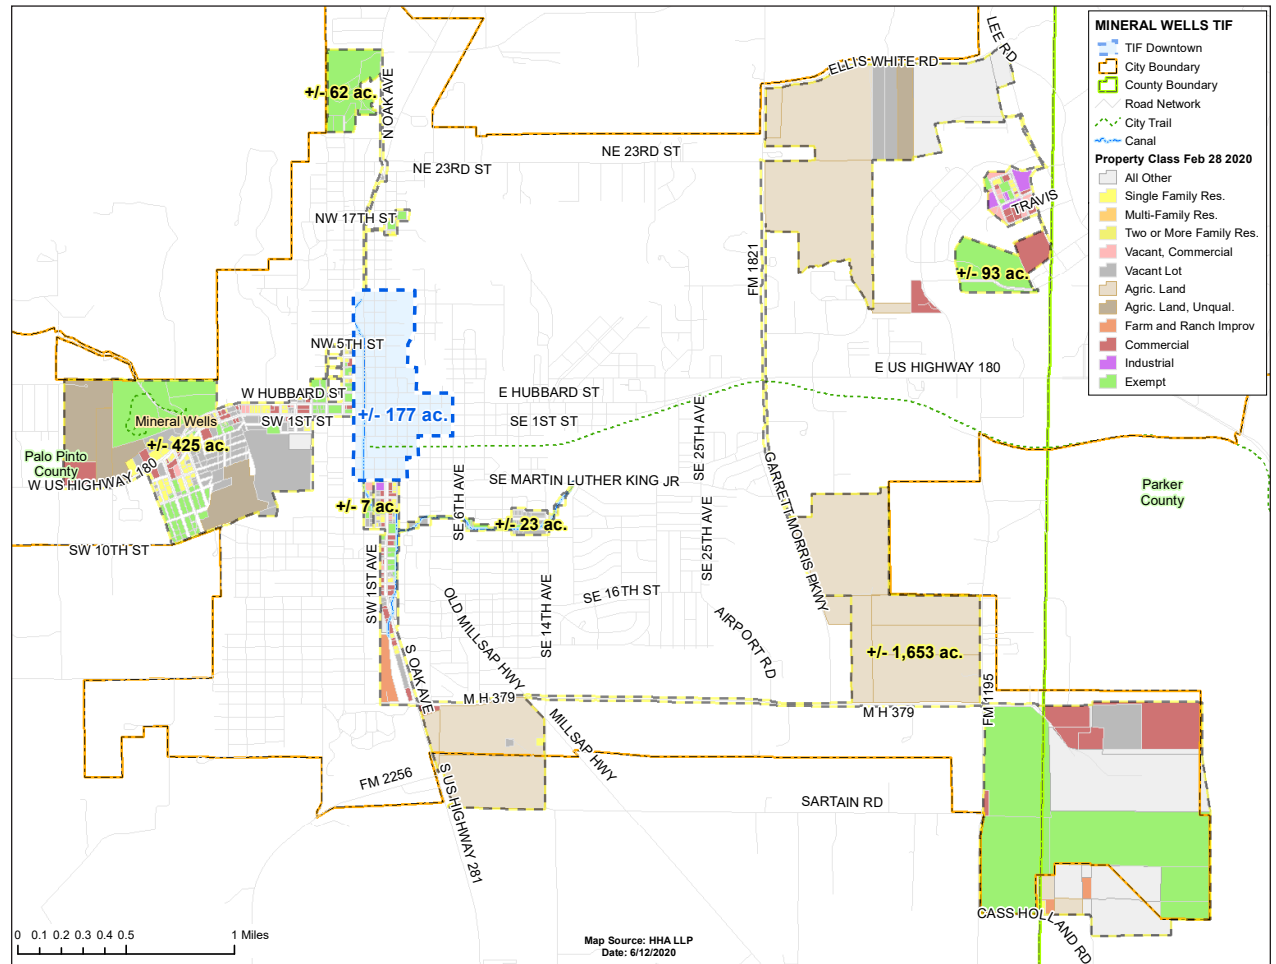 MINERAL WELLS TIF
TIF Downtown
City Boundary
County Boundary
Road Network
City Trail
Canal
Property Class Feb 28 2020
All Other
Single Family Res.
Multi-Family Res.
Two or More Family Res.
Vacant, Commercial
Vacant Lot
Agric. Land
Agric. Land, Unqual.
Farm and Ranch Improv
Commercial
Industrial
Exempt
LEE RD
ELLIS WHITE RD
+/- 62 ac.
N OAK AVE
NE 23RD ST
NE 23RD ST
TRAVIS
NW 17TH ST
FM 1821
+/- 93 ac.
NW 5TH ST
E US HIGHWAY 180
W HUBBARD ST
E HUBBARD ST
+/- 177 ac.
SW 1ST ST
SE 1ST ST
Mineral Wells
+/- 425 ac.
SE 25TH AVE
Palo Pinto
County
W US HIGHWAY 180
SE MARTIN LUTHER KING JR
SE 6TH AVE
Parker
County
+/- 7 ac.
+/- 23 ac.
GARRETT MORRIS PKWY
SE 25TH AVE
SW 10TH ST
SW 1ST AVE
SE 14TH AVE
SE 16TH ST
OLD MILLSAP HWY
AIRPORT RD
+/- 1,653 ac.
S OAK AVE
M H 379
FM 1195
M H 379
MILLSAP HWY
FM 2256
S US HIGHWAY 281
SARTAIN RD
CASS HOLLAND RD
0 0.1 0.2 0.3 0.4 0.5 1 Miles
Map Source: HHA LLP
Date: 6/12/2020